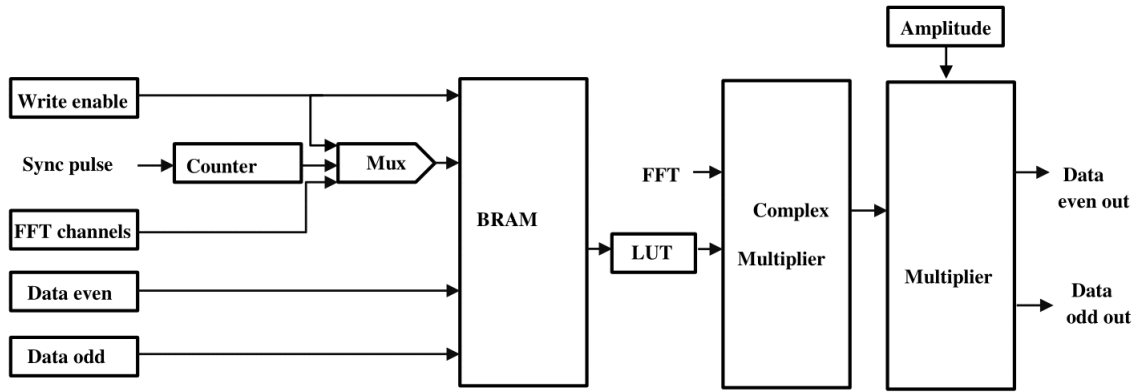 Amplitude
Write enable
Sync pulse
Counter
Mux
FFT channels
Data even
Data odd
BRAM
LUT
FFT
Complex
Multiplier
Multiplier
Data
even out
Data
odd out